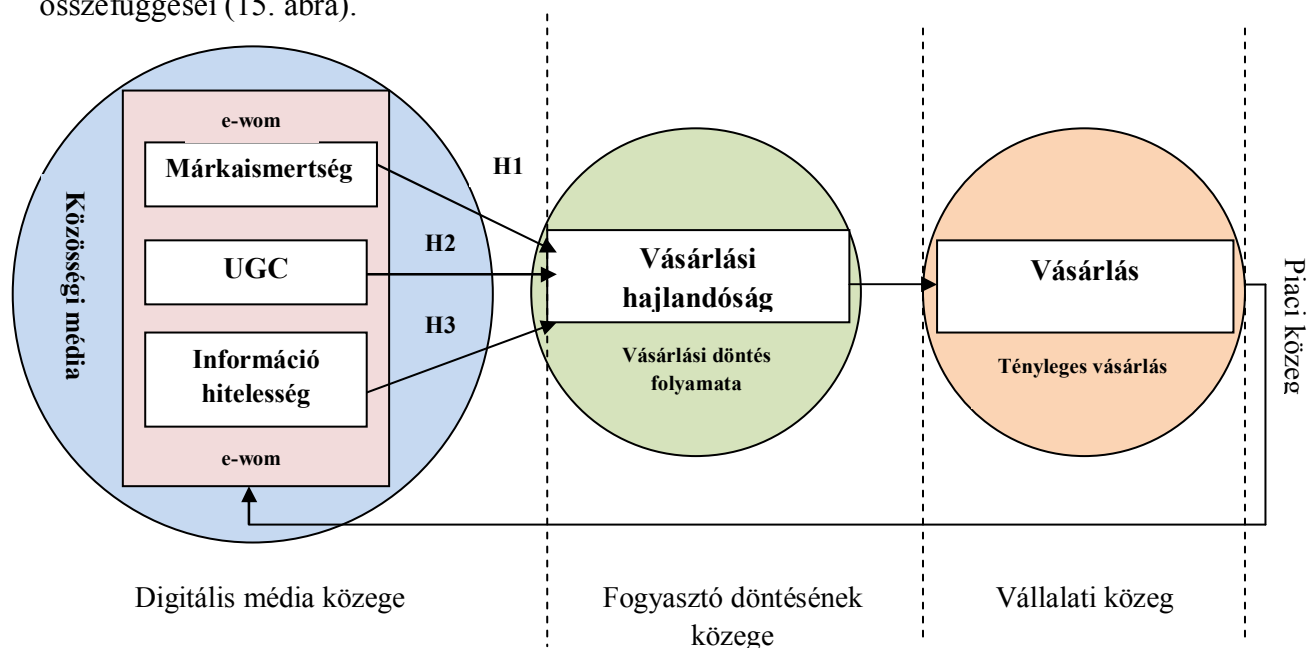 összefüggései (15. ábra).
e-wom
Márkaismertség
UGC
Információ
hitelesség
e-wom
Közösségi média
H1
H2
H3
Vásárlási
hajlandóság
Vásárlási döntés
folyamata
Vásárlás
Tényleges vásárlás
Piaci közeg
Digitális média közege
Fogyasztó döntésének
közege
Vállalati közeg